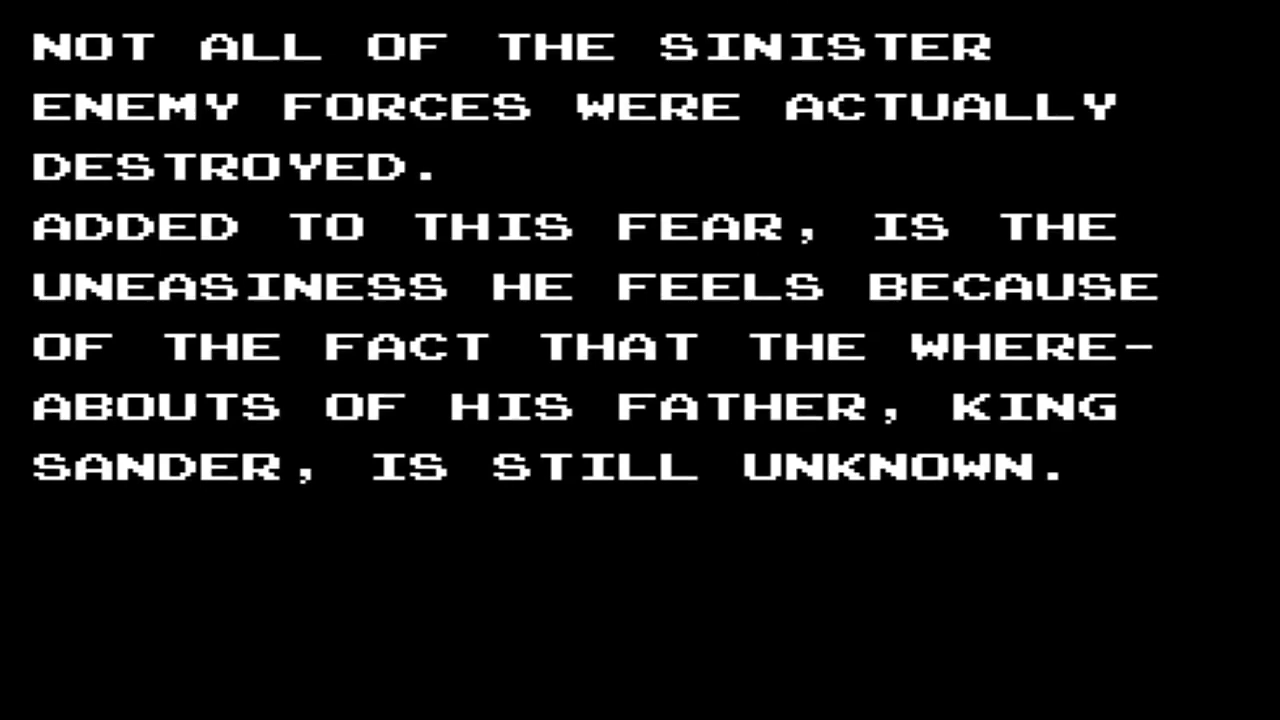 NOT ALL OF THE SINISTER
ENEMY FORCES WERE ACTUALLY
DESTROYED.
ADDED TO THIS FEAR, IS THE
UNEASINESS HE FEELS BECAUSE
OF THE FACT THAT THE WHERE-
ABOUTS OF HIS FATHER, KING
SANDER, IS STILL UNKNOWN.